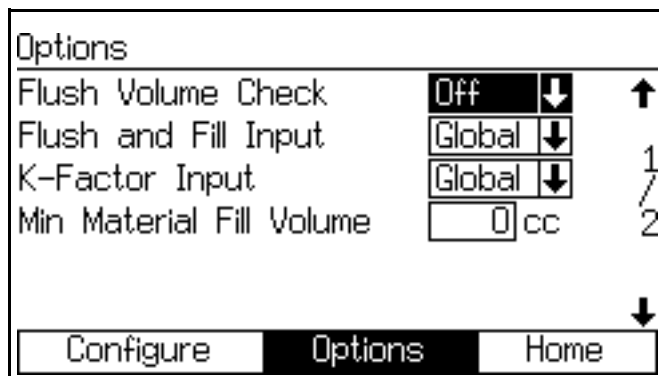 Options
Flush Volume Check Off
Flush and Fill Input Global
K-Factor Input Global
Min Material Fill Volume 0 cc
1/2
Configure Options Home